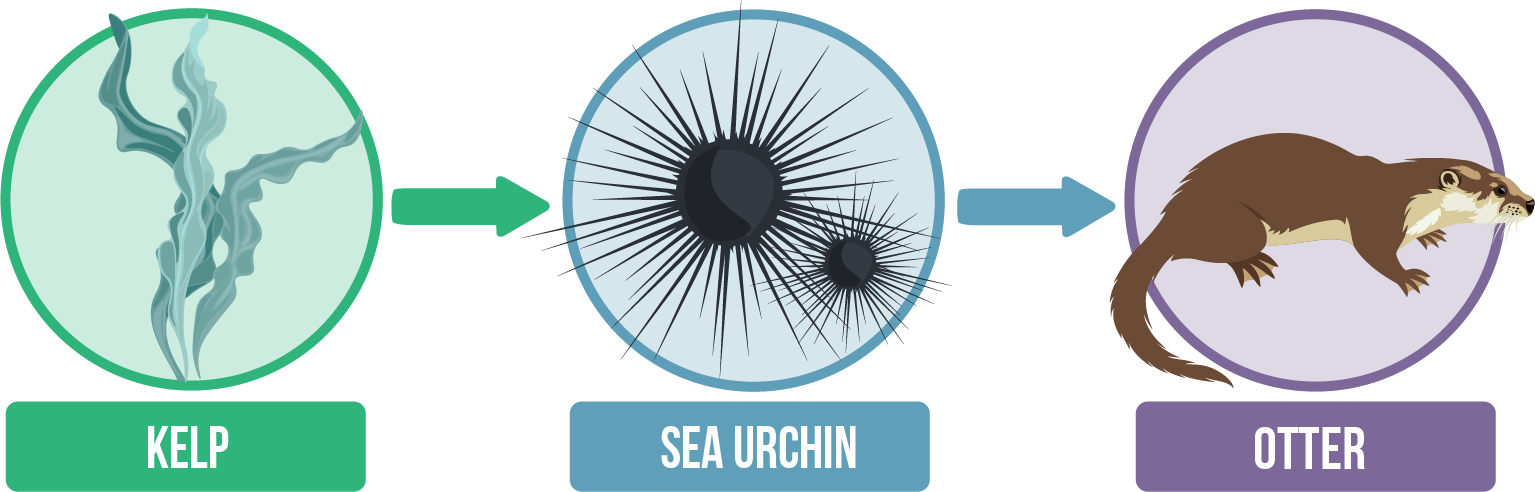 KELP
SEA URCHIN
OTTER